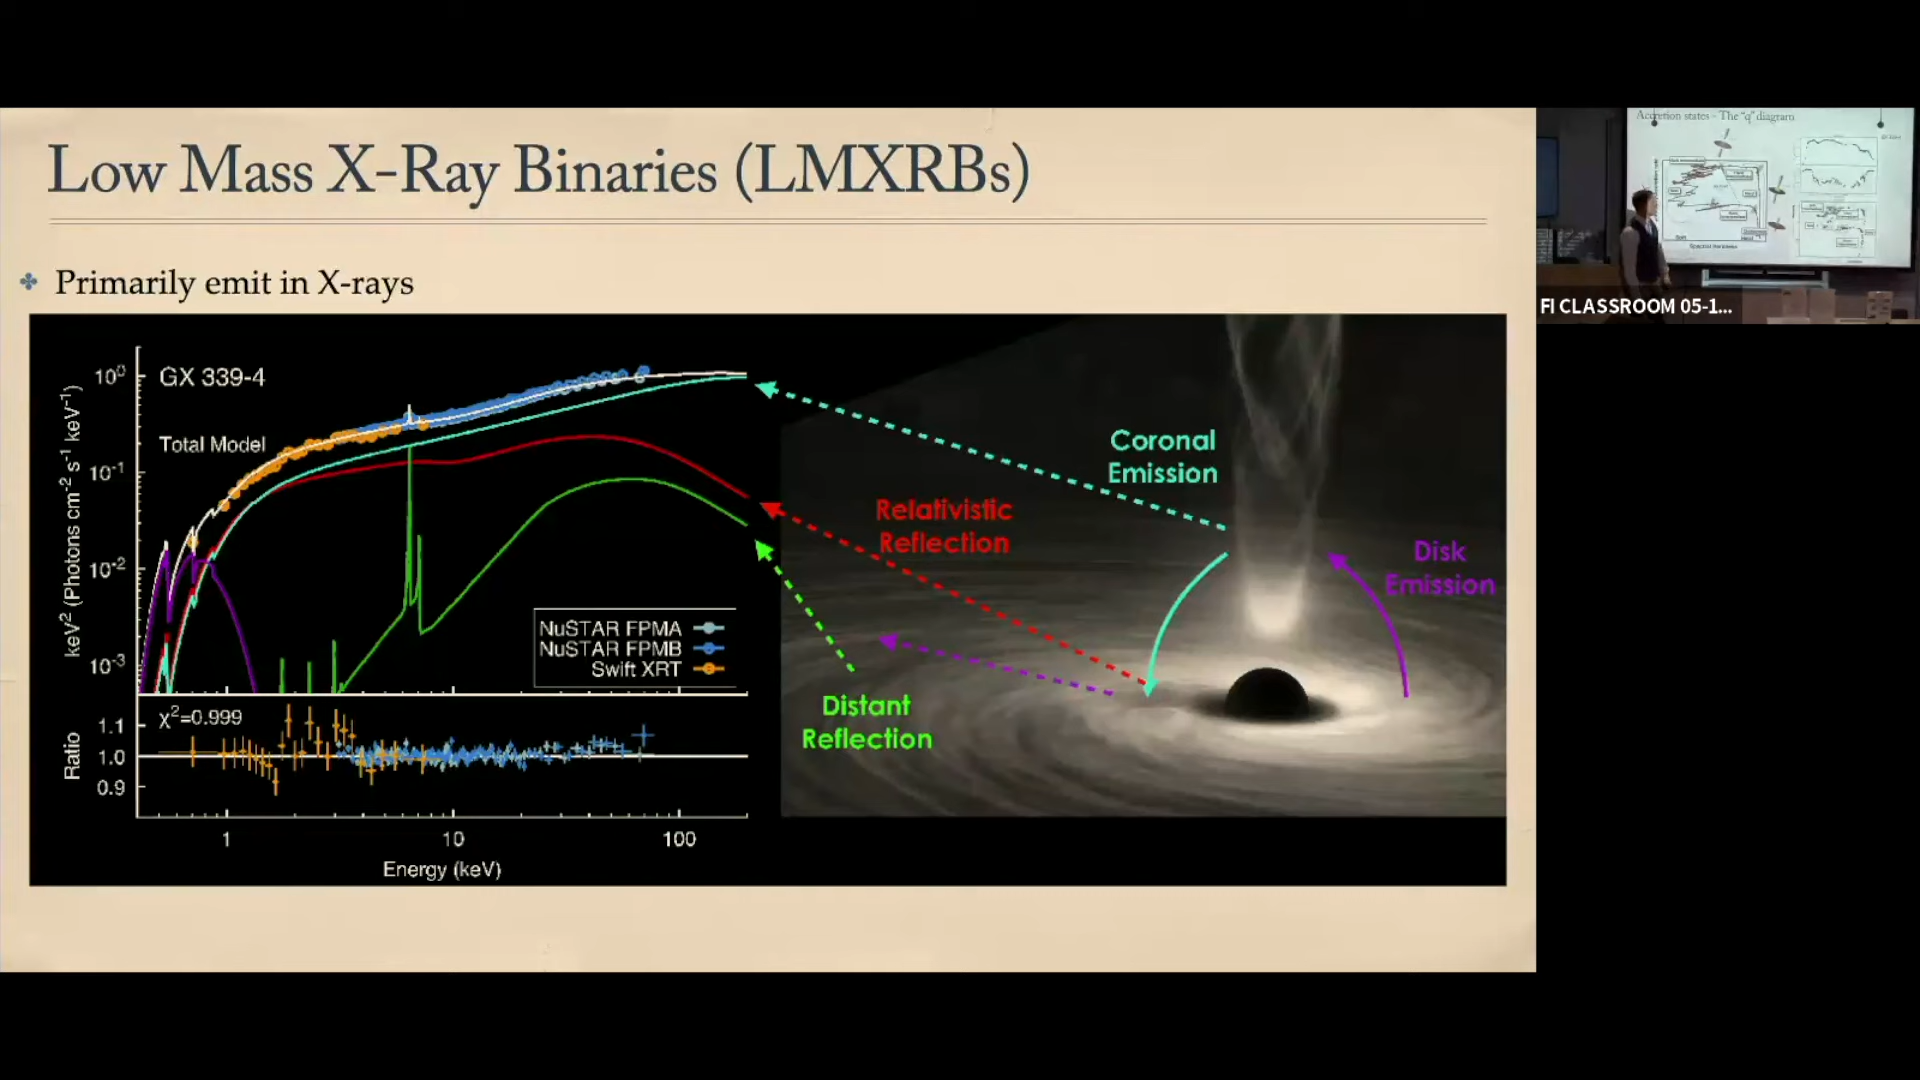 Low Mass X-Ray Binaries (LMXRBs)
Primarily emit in X-rays
GX 339-4
Total Model
keV² (Photons cm⁻² s⁻¹ keV⁻¹)
10⁰
10⁻¹
10⁻²
10⁻³
NuSTAR FPMA
NuSTAR FPMB
Swift XRT
χ²=0.999
Ratio
1.1
1.0
0.9
1 10 100
Energy (keV)
Coronal
Emission
Relativistic
Reflection
Disk
Emission
Distant
Reflection
Accretion states - The "q" diagram
FI CLASSROOM 05-1...